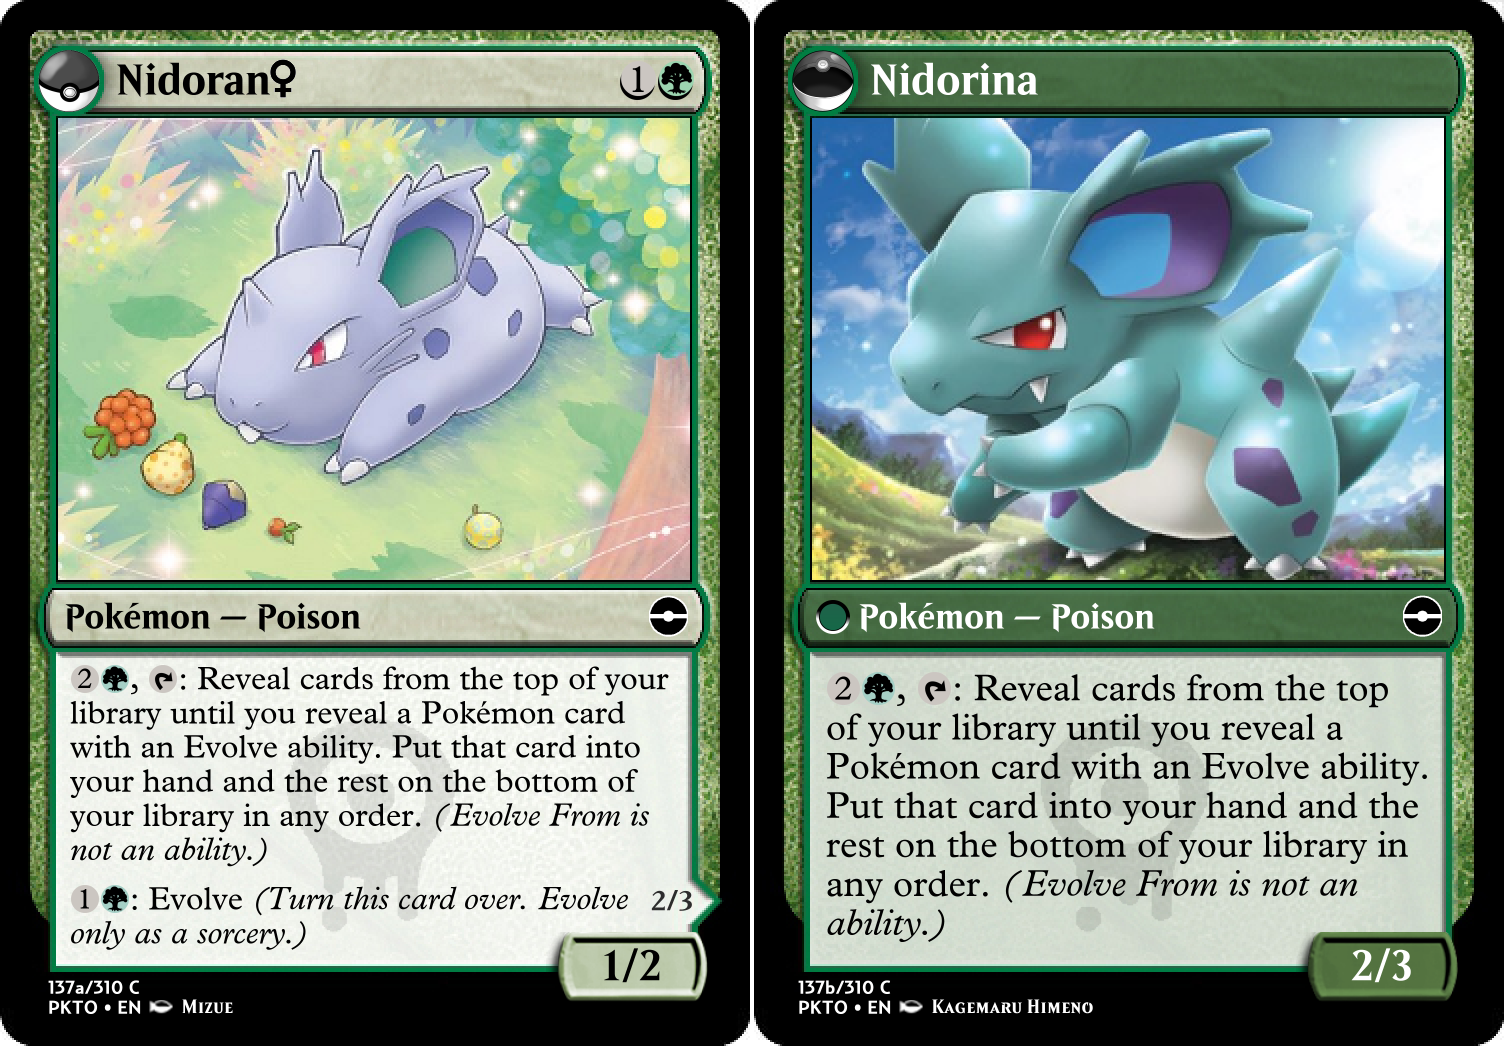 Nidoran♀ 1
Pokémon — Poison
2, : Reveal cards from the top of your
library until you reveal a Pokémon card
with an Evolve ability. Put that card into
your hand and the rest on the bottom of
your library in any order. (Evolve From is
not an ability.)
1: Evolve (Turn this card over. Evolve 2/3
only as a sorcery.)
1/2
137a/310 C
PKTO • EN Mizue
Nidorina
Pokémon — Poison
2, : Reveal cards from the top
of your library until you reveal a
Pokémon card with an Evolve ability.
Put that card into your hand and the
rest on the bottom of your library in
any order. (Evolve From is not an
ability.)
2/3
137b/310 C
PKTO • EN Kagemaru Himeno